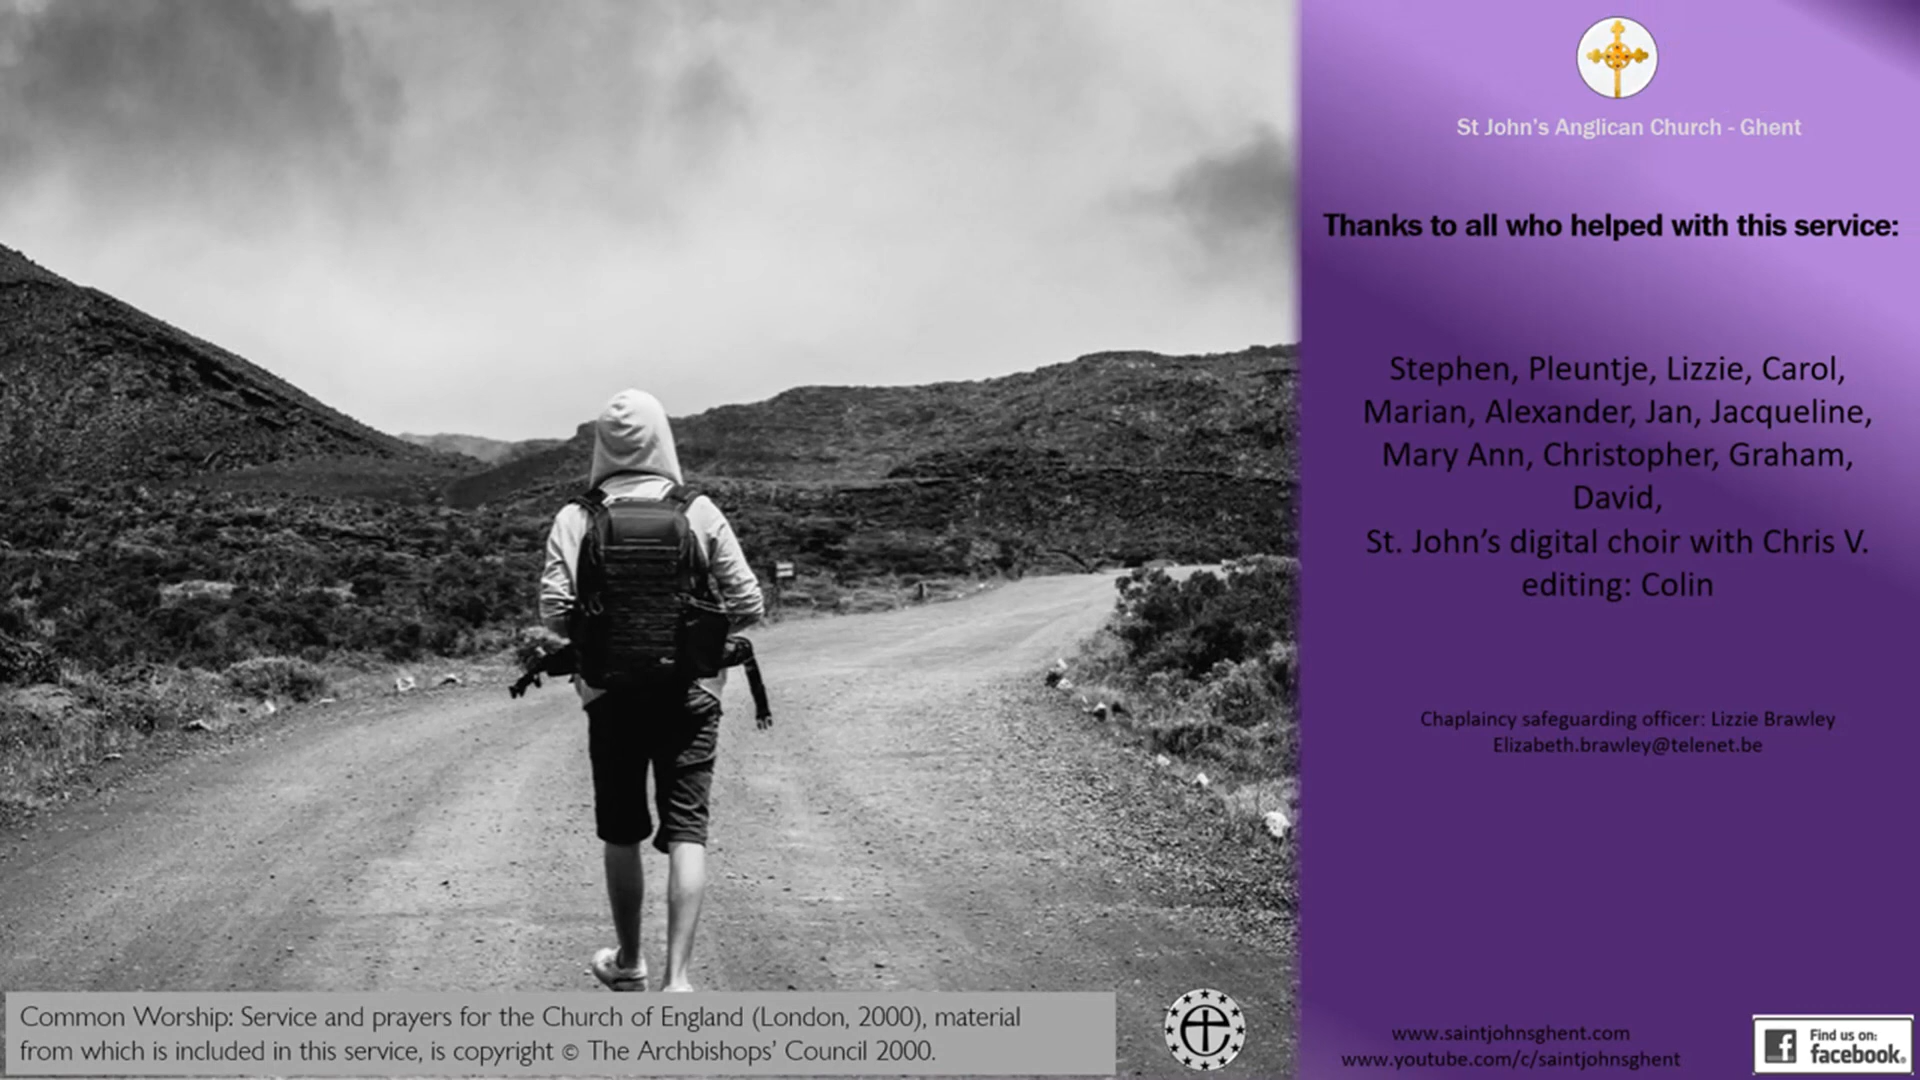 St John's Anglican Church - Ghent
Thanks to all who helped with this service:
Stephen, Pleuntje, Lizzie, Carol,
Marian, Alexander, Jan, Jacqueline,
Mary Ann, Christopher, Graham,
David,
St. John's digital choir with Chris V.
editing: Colin
Chaplaincy safeguarding officer: Lizzie Brawley
Elizabeth.brawley@telenet.be
Common Worship: Service and prayers for the Church of England (London, 2000), material
from which is included in this service, is copyright © The Archbishops' Council 2000.
www.saintjohnsghent.com
www.youtube.com/c/saintjohnsghent
Find us on:
facebook.